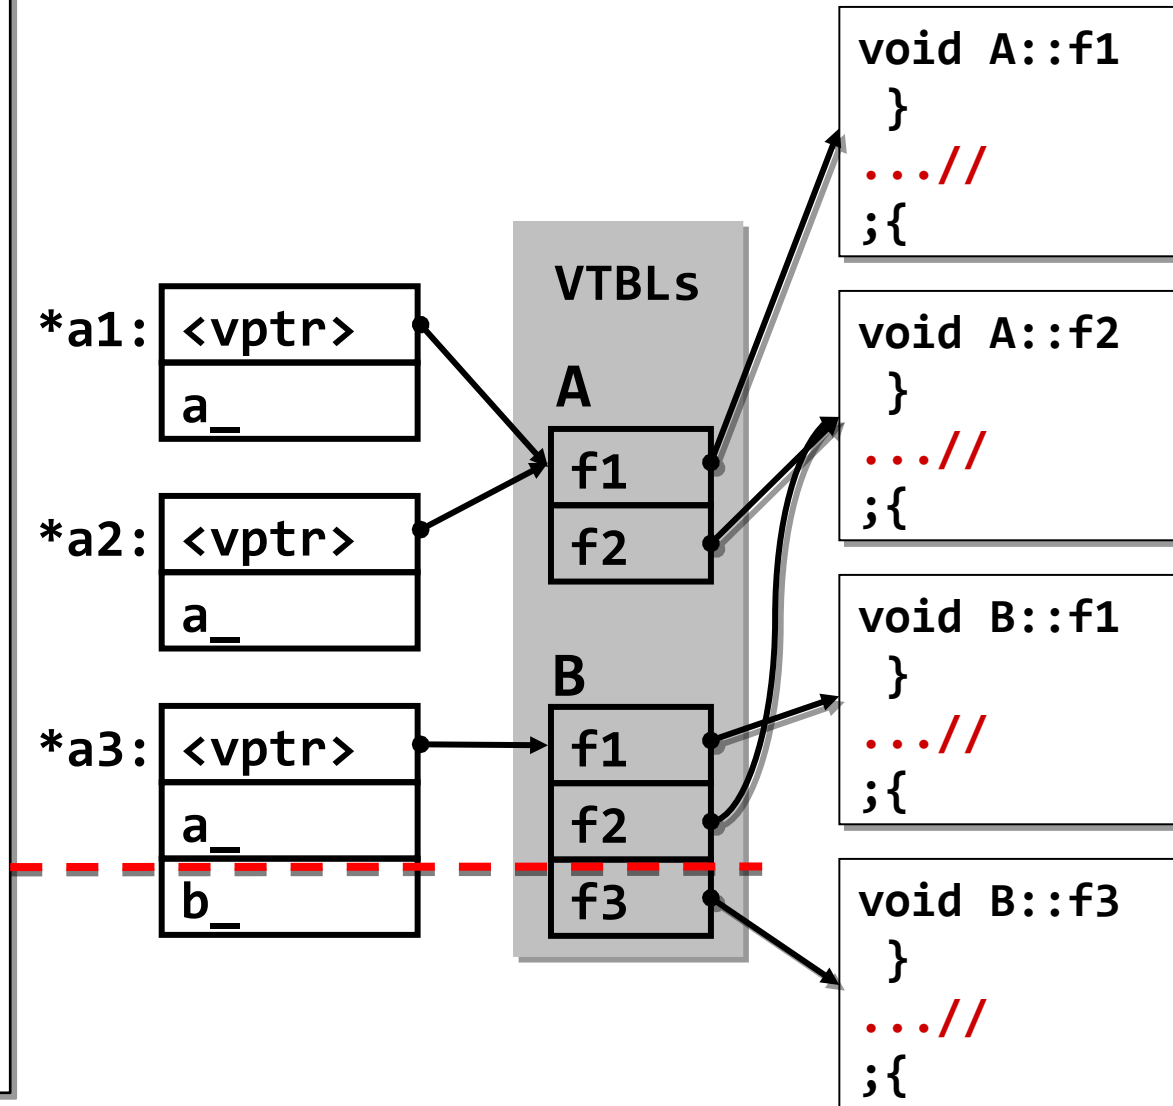 *a1:
<vptr>
a_
*a2:
<vptr>
a_
*a3:
<vptr>
a_
b_
VTBLs
A
f1
f2
B
f1
f2
f3
void A::f1
}
...//
;{
void A::f2
}
...//
;{
void B::f1
}
...//
;{
void B::f3
}
...//
;{